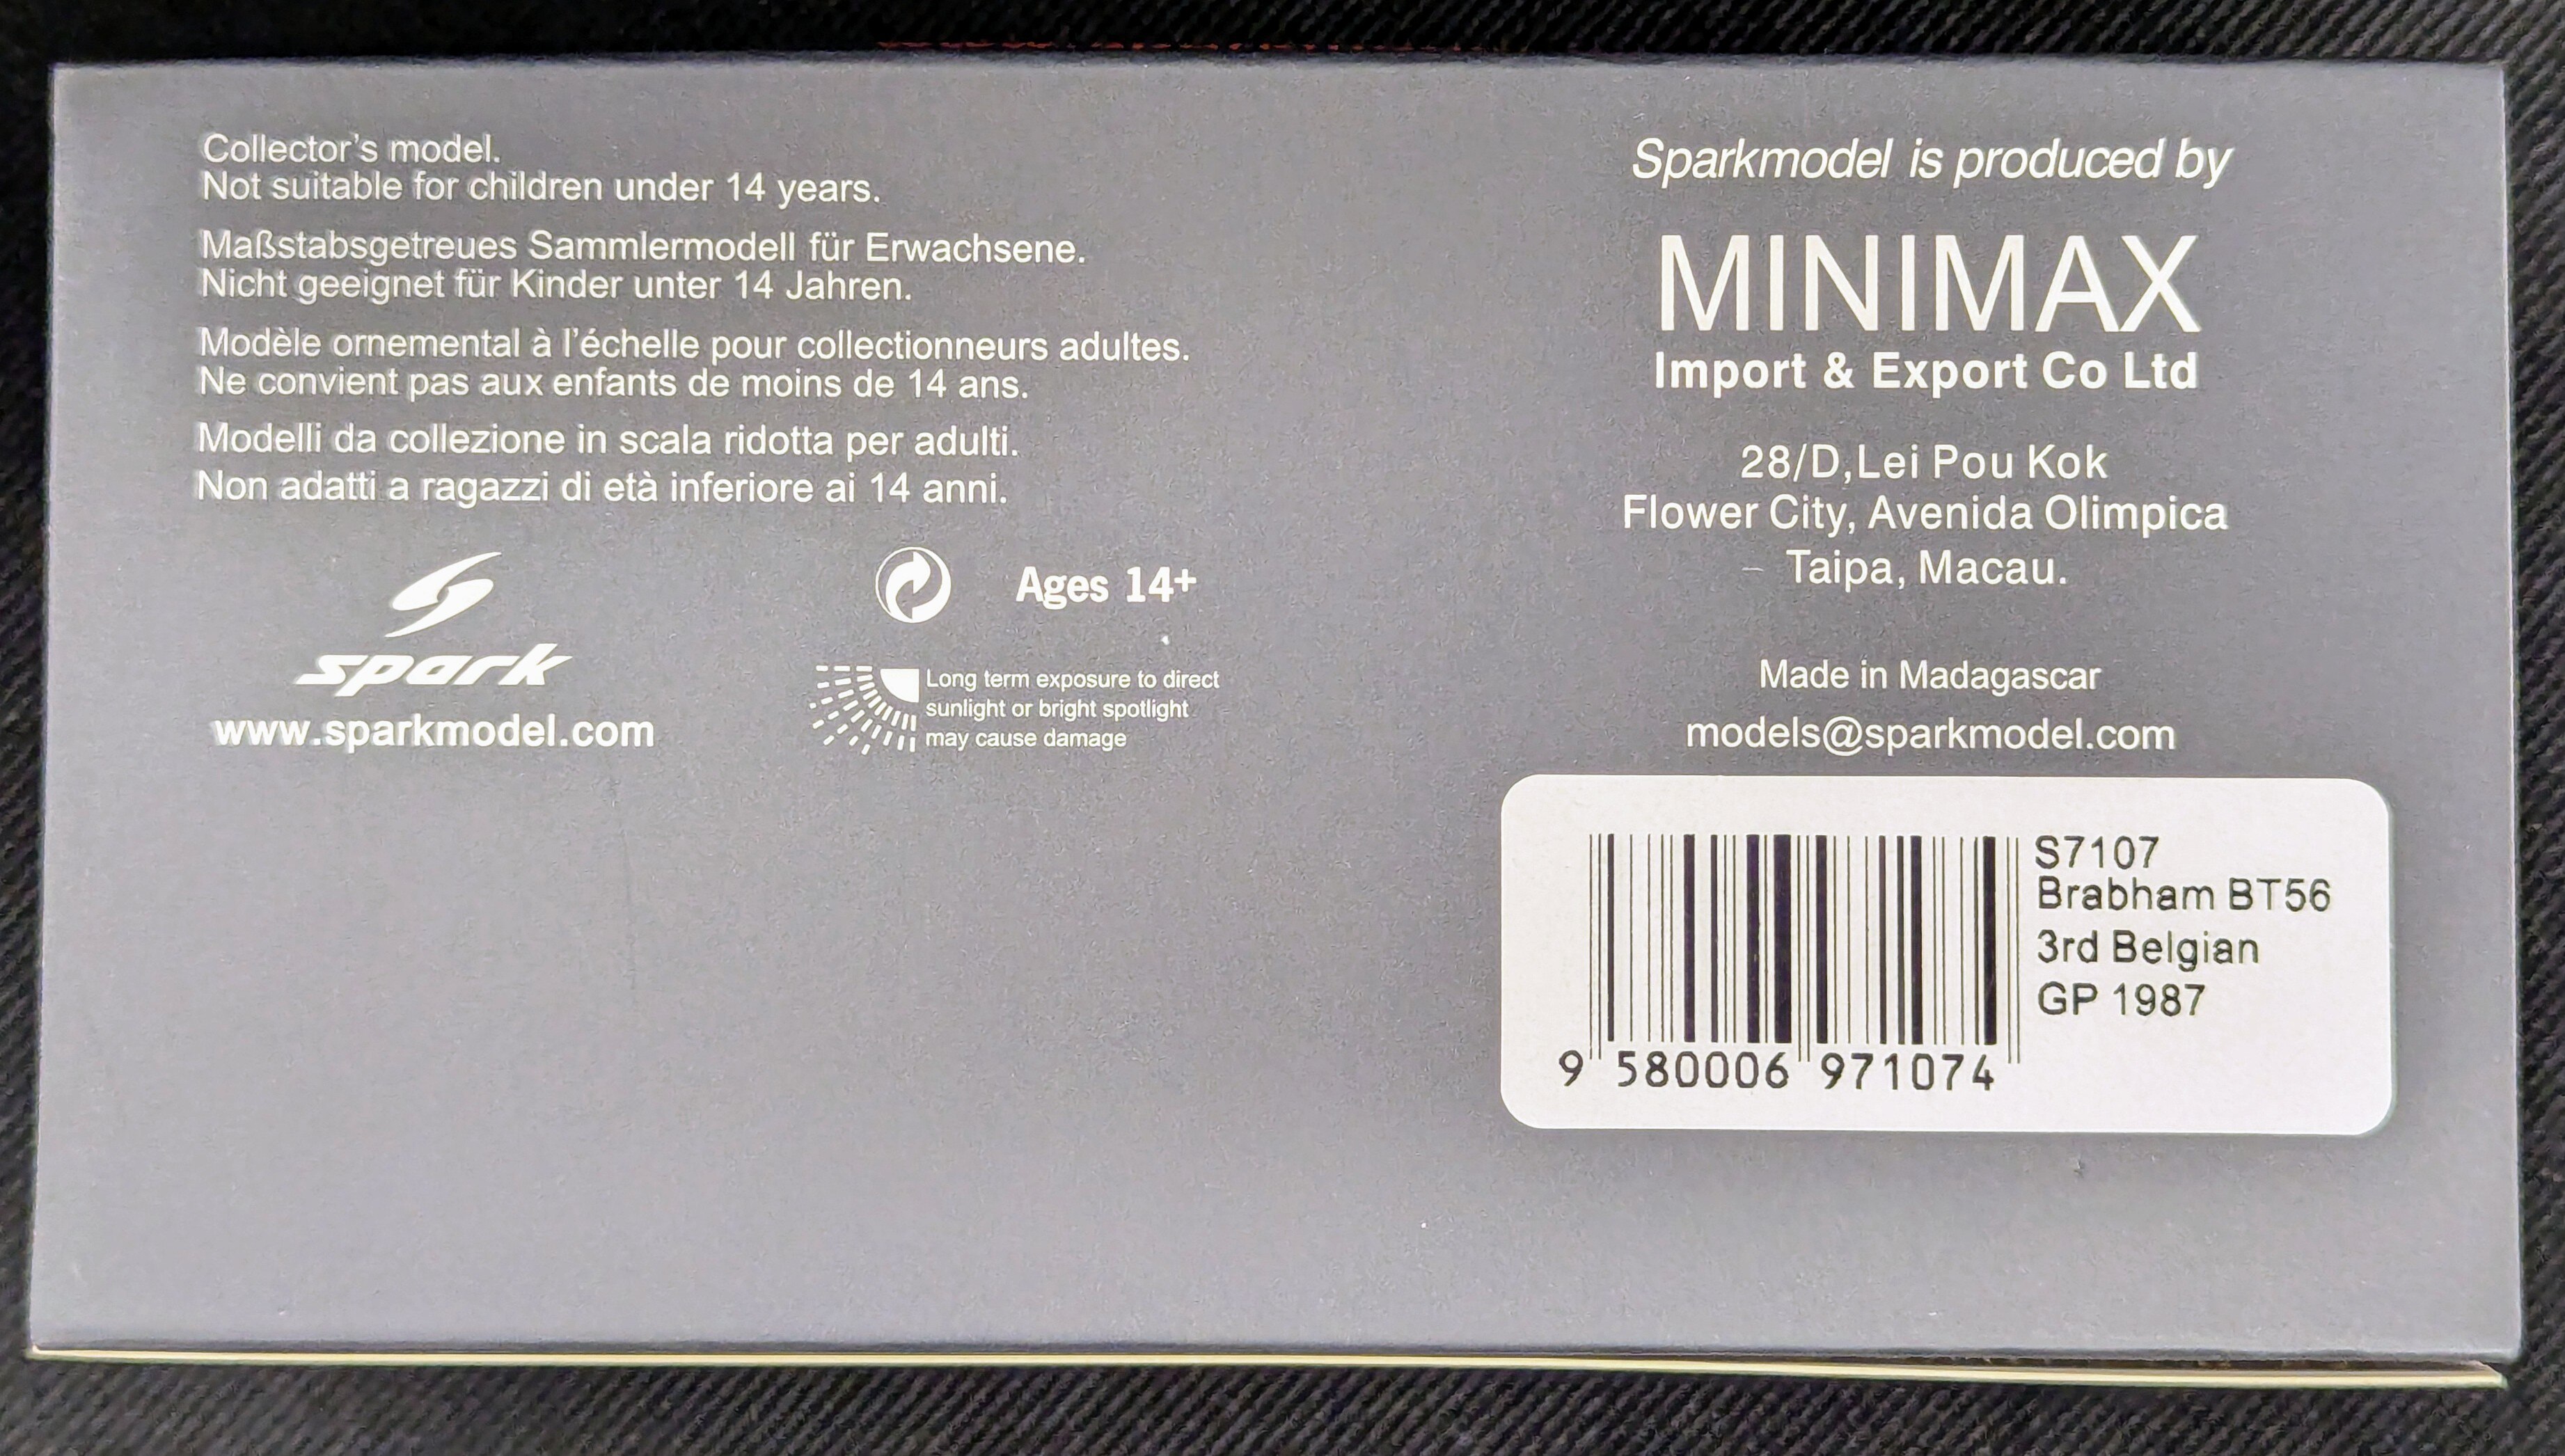 Collector's model.
Not suitable for children under 14 years.
Maßstabsgetreues Sammlermodell für Erwachsene.
Nicht geeignet für Kinder unter 14 Jahren.
Modèle ornemental à l'échelle pour collectionneurs adultes.
Ne convient pas aux enfants de moins de 14 ans.
Modelli da collezione in scala ridotta per adulti.
Non adatti a ragazzi di età inferiore ai 14 anni.
spark
www.sparkmodel.com
Ages 14+
Long term exposure to direct
sunlight or bright spotlight
may cause damage
Sparkmodel is produced by
MINIMAX
Import & Export Co Ltd
28/D,Lei Pou Kok
Flower City, Avenida Olimpica
Taipa, Macau.
Made in Madagascar
models@sparkmodel.com
S7107
Brabham BT56
3rd Belgian
GP 1987
9 580006 971074